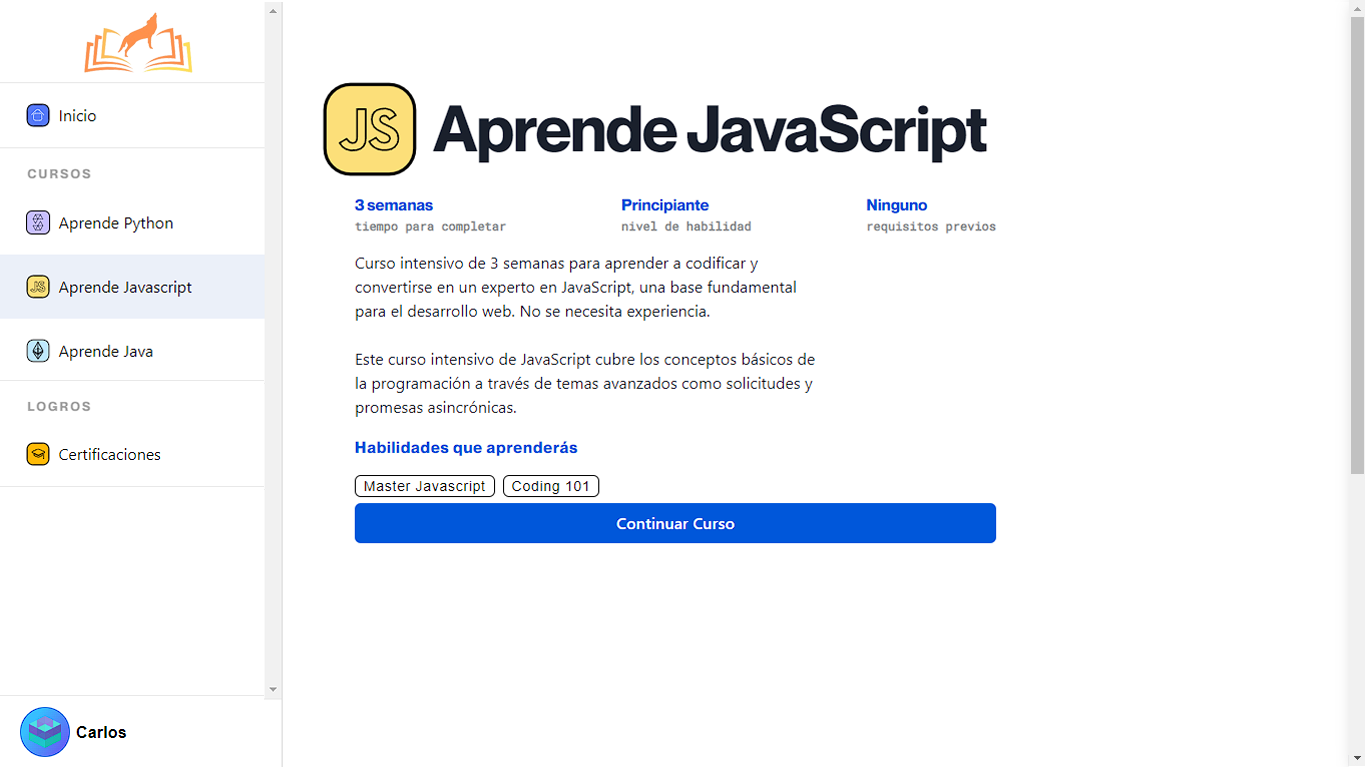 Inicio
CURSOS
Aprende Python
JS Aprende Javascript
Aprende Java
LOGROS
Certificaciones
Carlos
JS Aprende JavaScript
3 semanas
tiempo para completar
Principiante
nivel de habilidad
Ninguno
requisitos previos
Curso intensivo de 3 semanas para aprender a codificar y
convertirse en un experto en JavaScript, una base fundamental
para el desarrollo web. No se necesita experiencia.
Este curso intensivo de JavaScript cubre los conceptos básicos de
la programación a través de temas avanzados como solicitudes y
promesas asincrónicas.
Habilidades que aprenderás
Master Javascript Coding 101
Continuar Curso